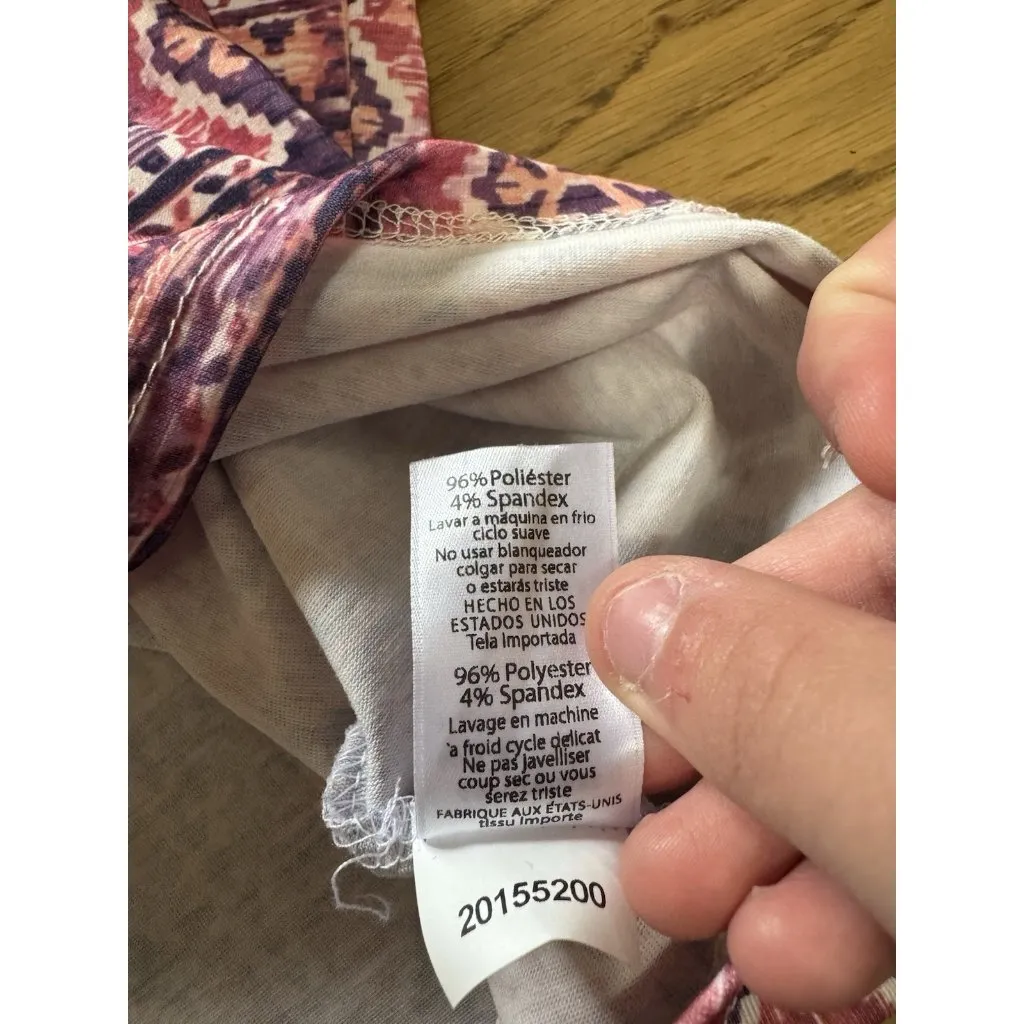 96% Poliéster
4% Spandex
Lavar a máquina en frio
ciclo suave
No usar blanqueador
colgar para secar
o estarás triste
HECHO EN LOS
ESTADOS UNIDOS
Tela Importada
96% Polyester
4% Spandex
Lavage en machine
`a froid cycle delicat
Ne pas javelliser
coup sec ou vous
serez triste
FABRIQUE AUX ÉTATS-UNIS
tissu Importe
20155200